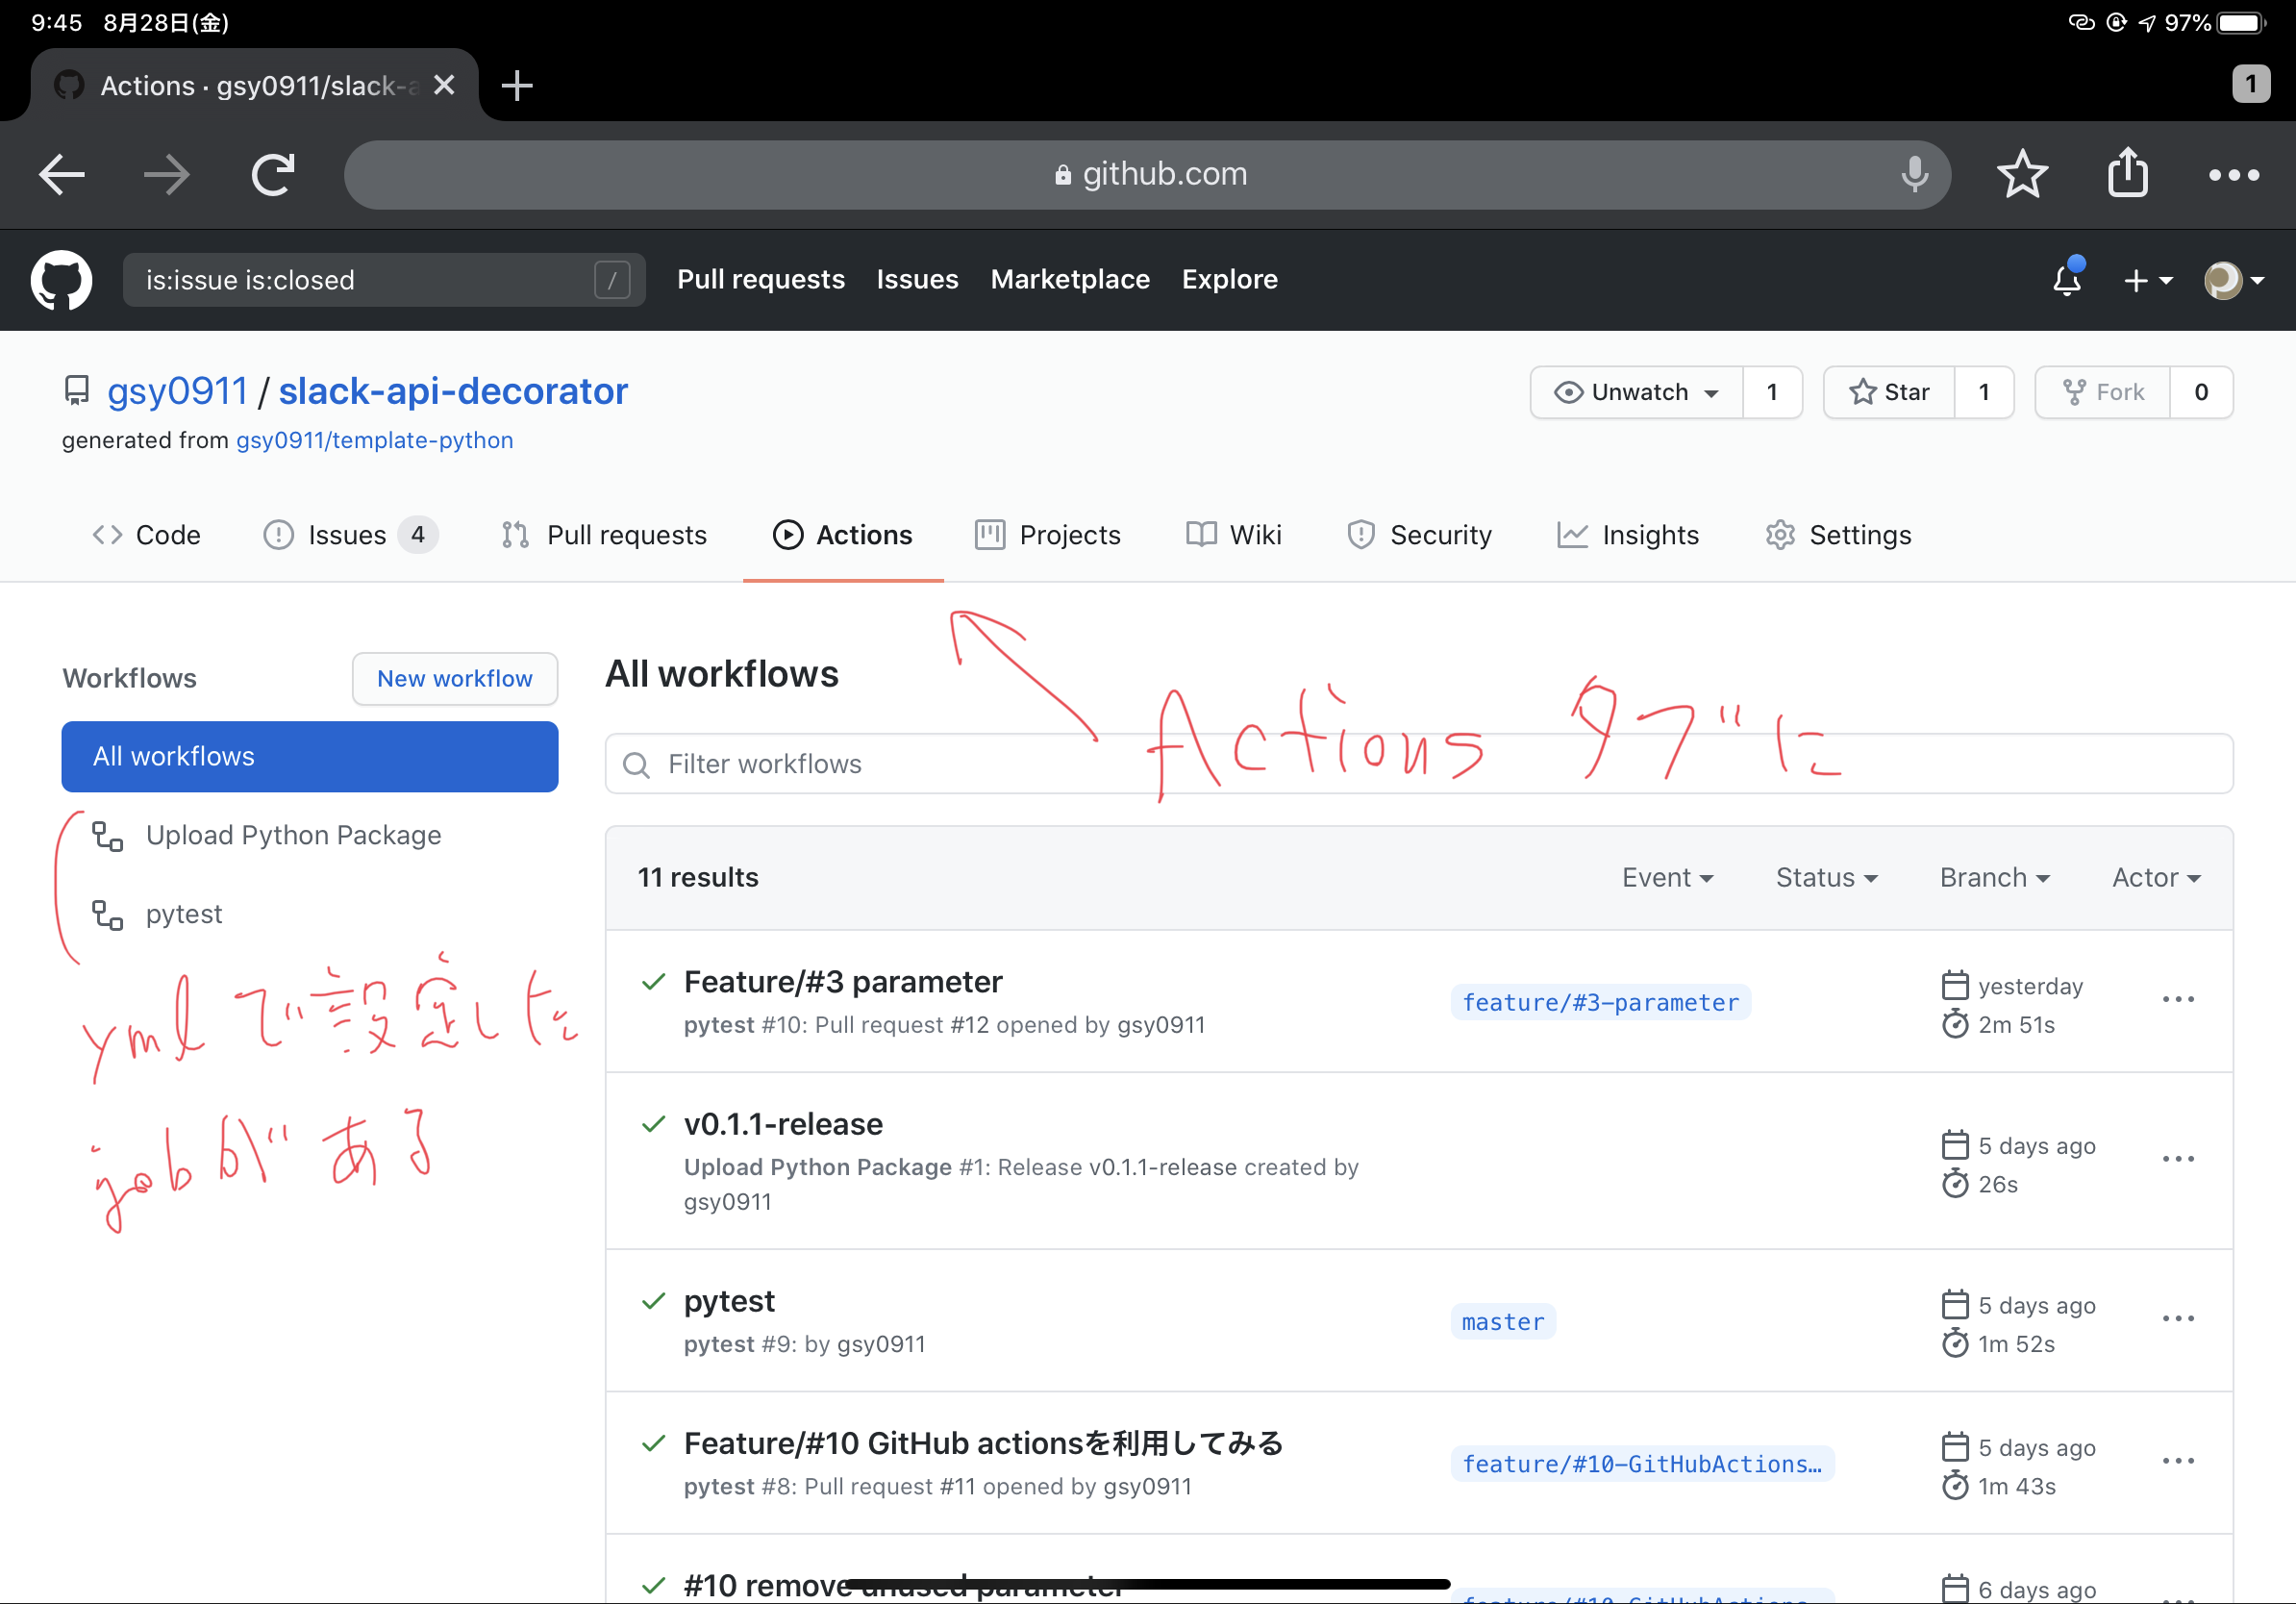 9:45 8月28日(金)
97%
Actions · gsy0911/slack-a
1
github.com
is:issue is:closed /
Pull requests Issues Marketplace Explore
gsy0911 / slack-api-decorator
Unwatch 1 Star 1 Fork 0
generated from gsy0911/template-python
Code Issues 4 Pull requests Actions Projects Wiki Security Insights Settings
Workflows
New workflow
All workflows
Upload Python Package
pytest
ymlで設定した
jobが ある
All workflows
Actions タブに
Filter workflows
11 results Event Status Branch Actor
Feature/#3 parameter
pytest #10: Pull request #12 opened by gsy0911
feature/#3-parameter
yesterday
2m 51s
v0.1.1-release
Upload Python Package #1: Release v0.1.1-release created by
gsy0911
5 days ago
26s
pytest
pytest #9: by gsy0911
master
5 days ago
1m 52s
Feature/#10 GitHub actionsを利用してみる
pytest #8: Pull request #11 opened by gsy0911
feature/#10-GitHubActions…
5 days ago
1m 43s
#10 remove unused parameter
feature/#10-GitHubActions…
6 days ago